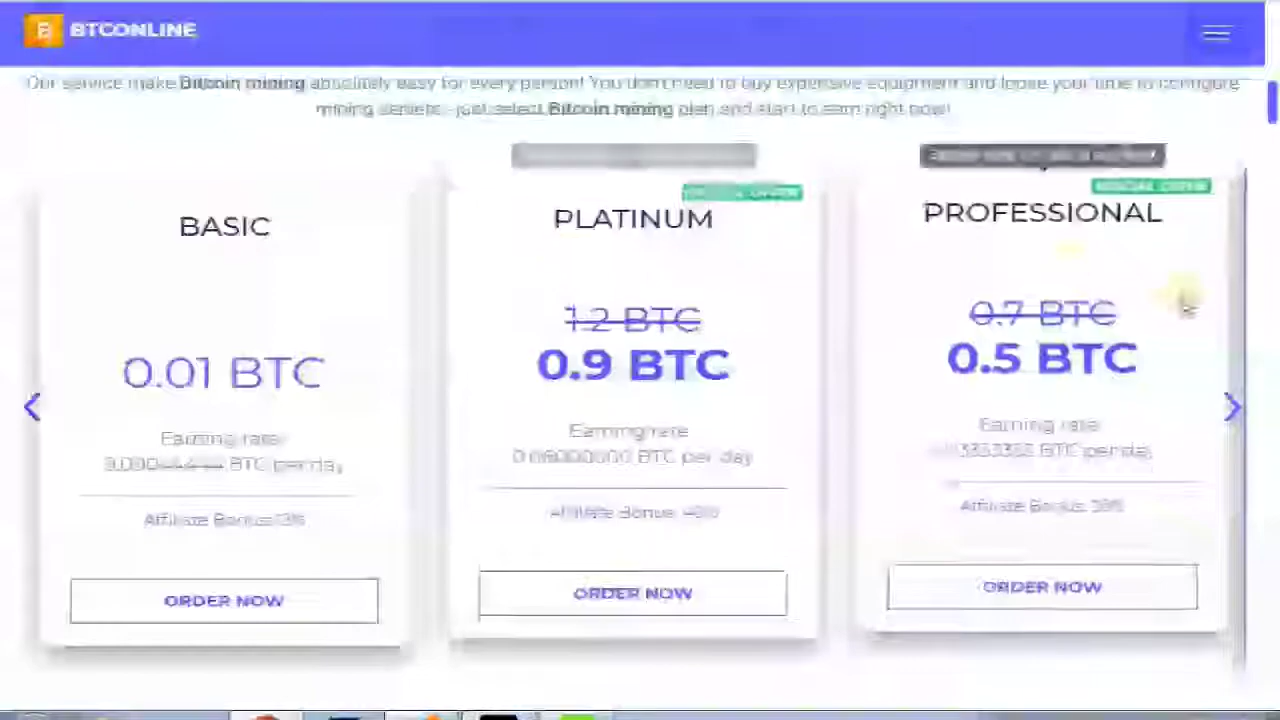 BTCONLINE
Our service make Bitcoin mining absolutely easy for every person! You don't need to buy expensive equipment and loose your time to configure
mining servers - just select Bitcoin mining plan and start to earn right now!
SPECIAL OFFER
SPECIAL OFFER
BASIC
0.01 BTC
Earning rate:
BTC per day
Affiliate Bonus:
ORDER NOW
PLATINUM
1.2 BTC
0.9 BTC
Earning rate
BTC per day
Affiliate Bonus:
ORDER NOW
PROFESSIONAL
0.7 BTC
0.5 BTC
Earning rate
BTC per day
Affiliate Bonus:
ORDER NOW